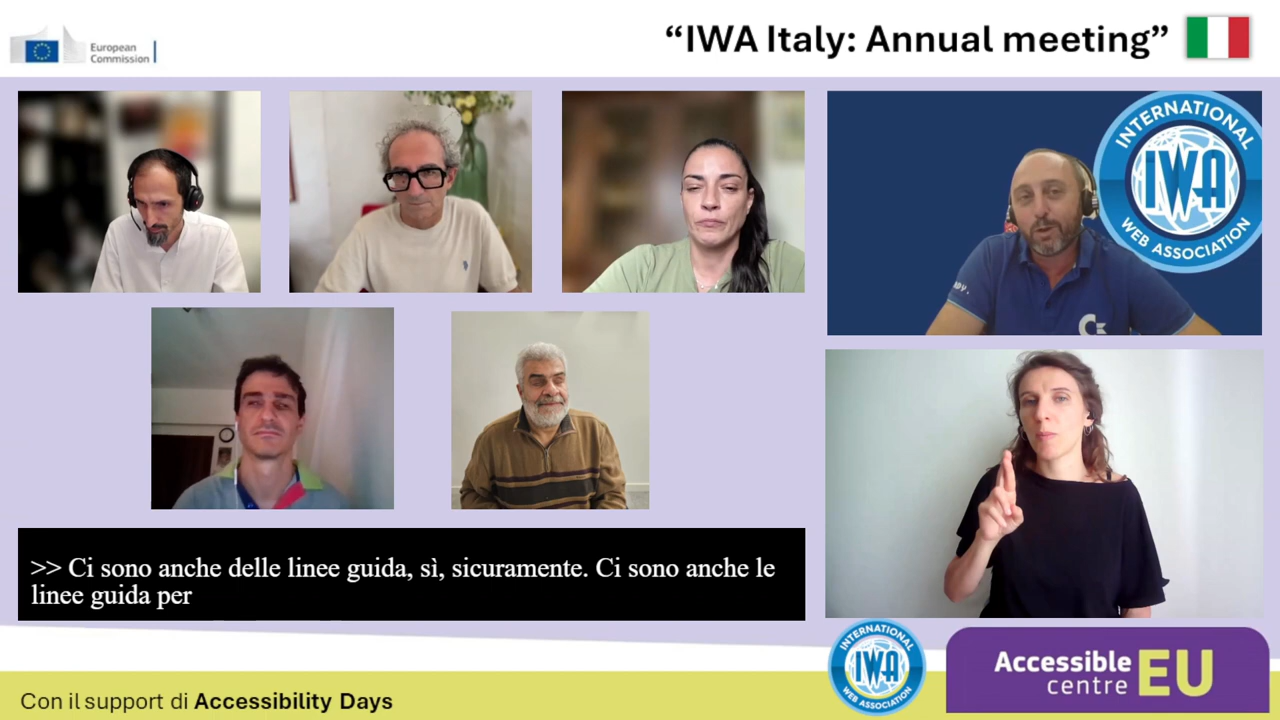 European
Commission
“IWA Italy: Annual meeting”
INTERNATIONAL
IWA
WEB ASSOCIATION
>> Ci sono anche delle linee guida, sì, sicuramente. Ci sono anche le
linee guida per
INTERNATIONAL
IWA
WEB ASSOCIATION
Accessible
centre
EU
Con il support di Accessibility Days